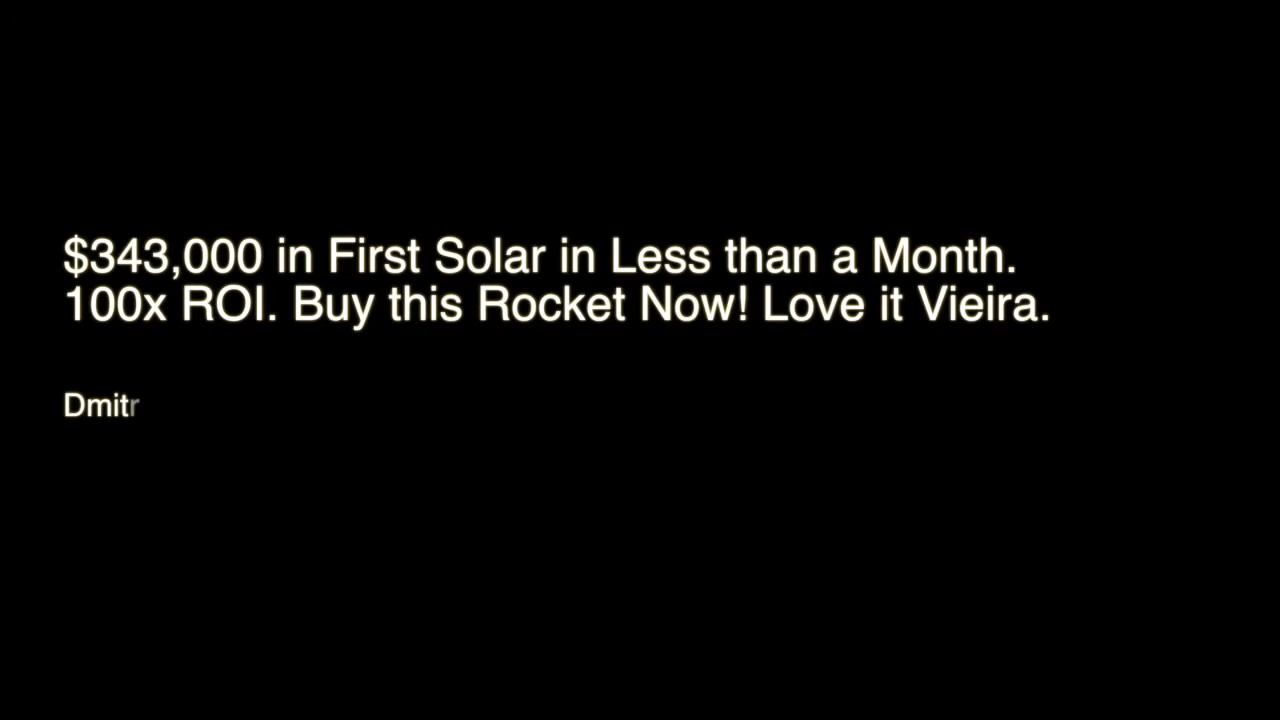 $343,000 in First Solar in Less than a Month.
100x ROI. Buy this Rocket Now! Love it Vieira.
Dmitr